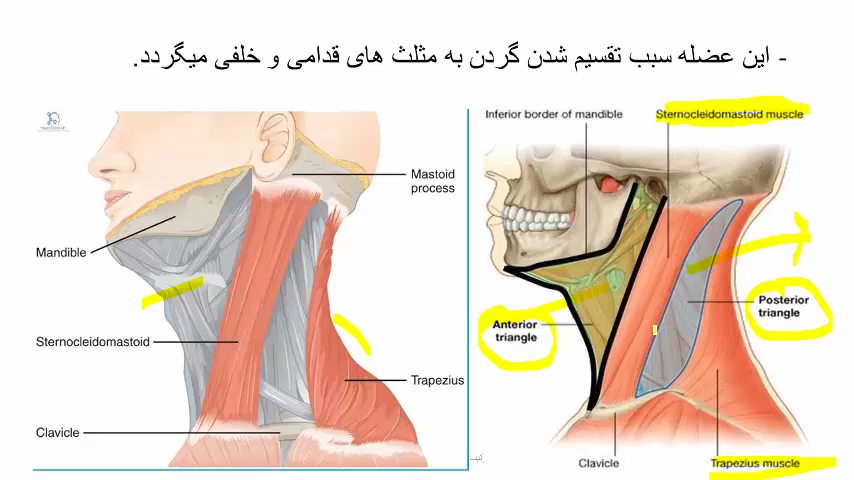 - این عضله سبب تقسیم شدن گردن به مثلث های قدامی و خلفی میگردد.
Mastoid
process
Mandible
Sternocleidomastoid
Trapezius
Clavicle
Inferior border of mandible
Sternocleidomastoid muscle
Posterior
triangle
Anterior
triangle
Clavicle
Trapezius muscle